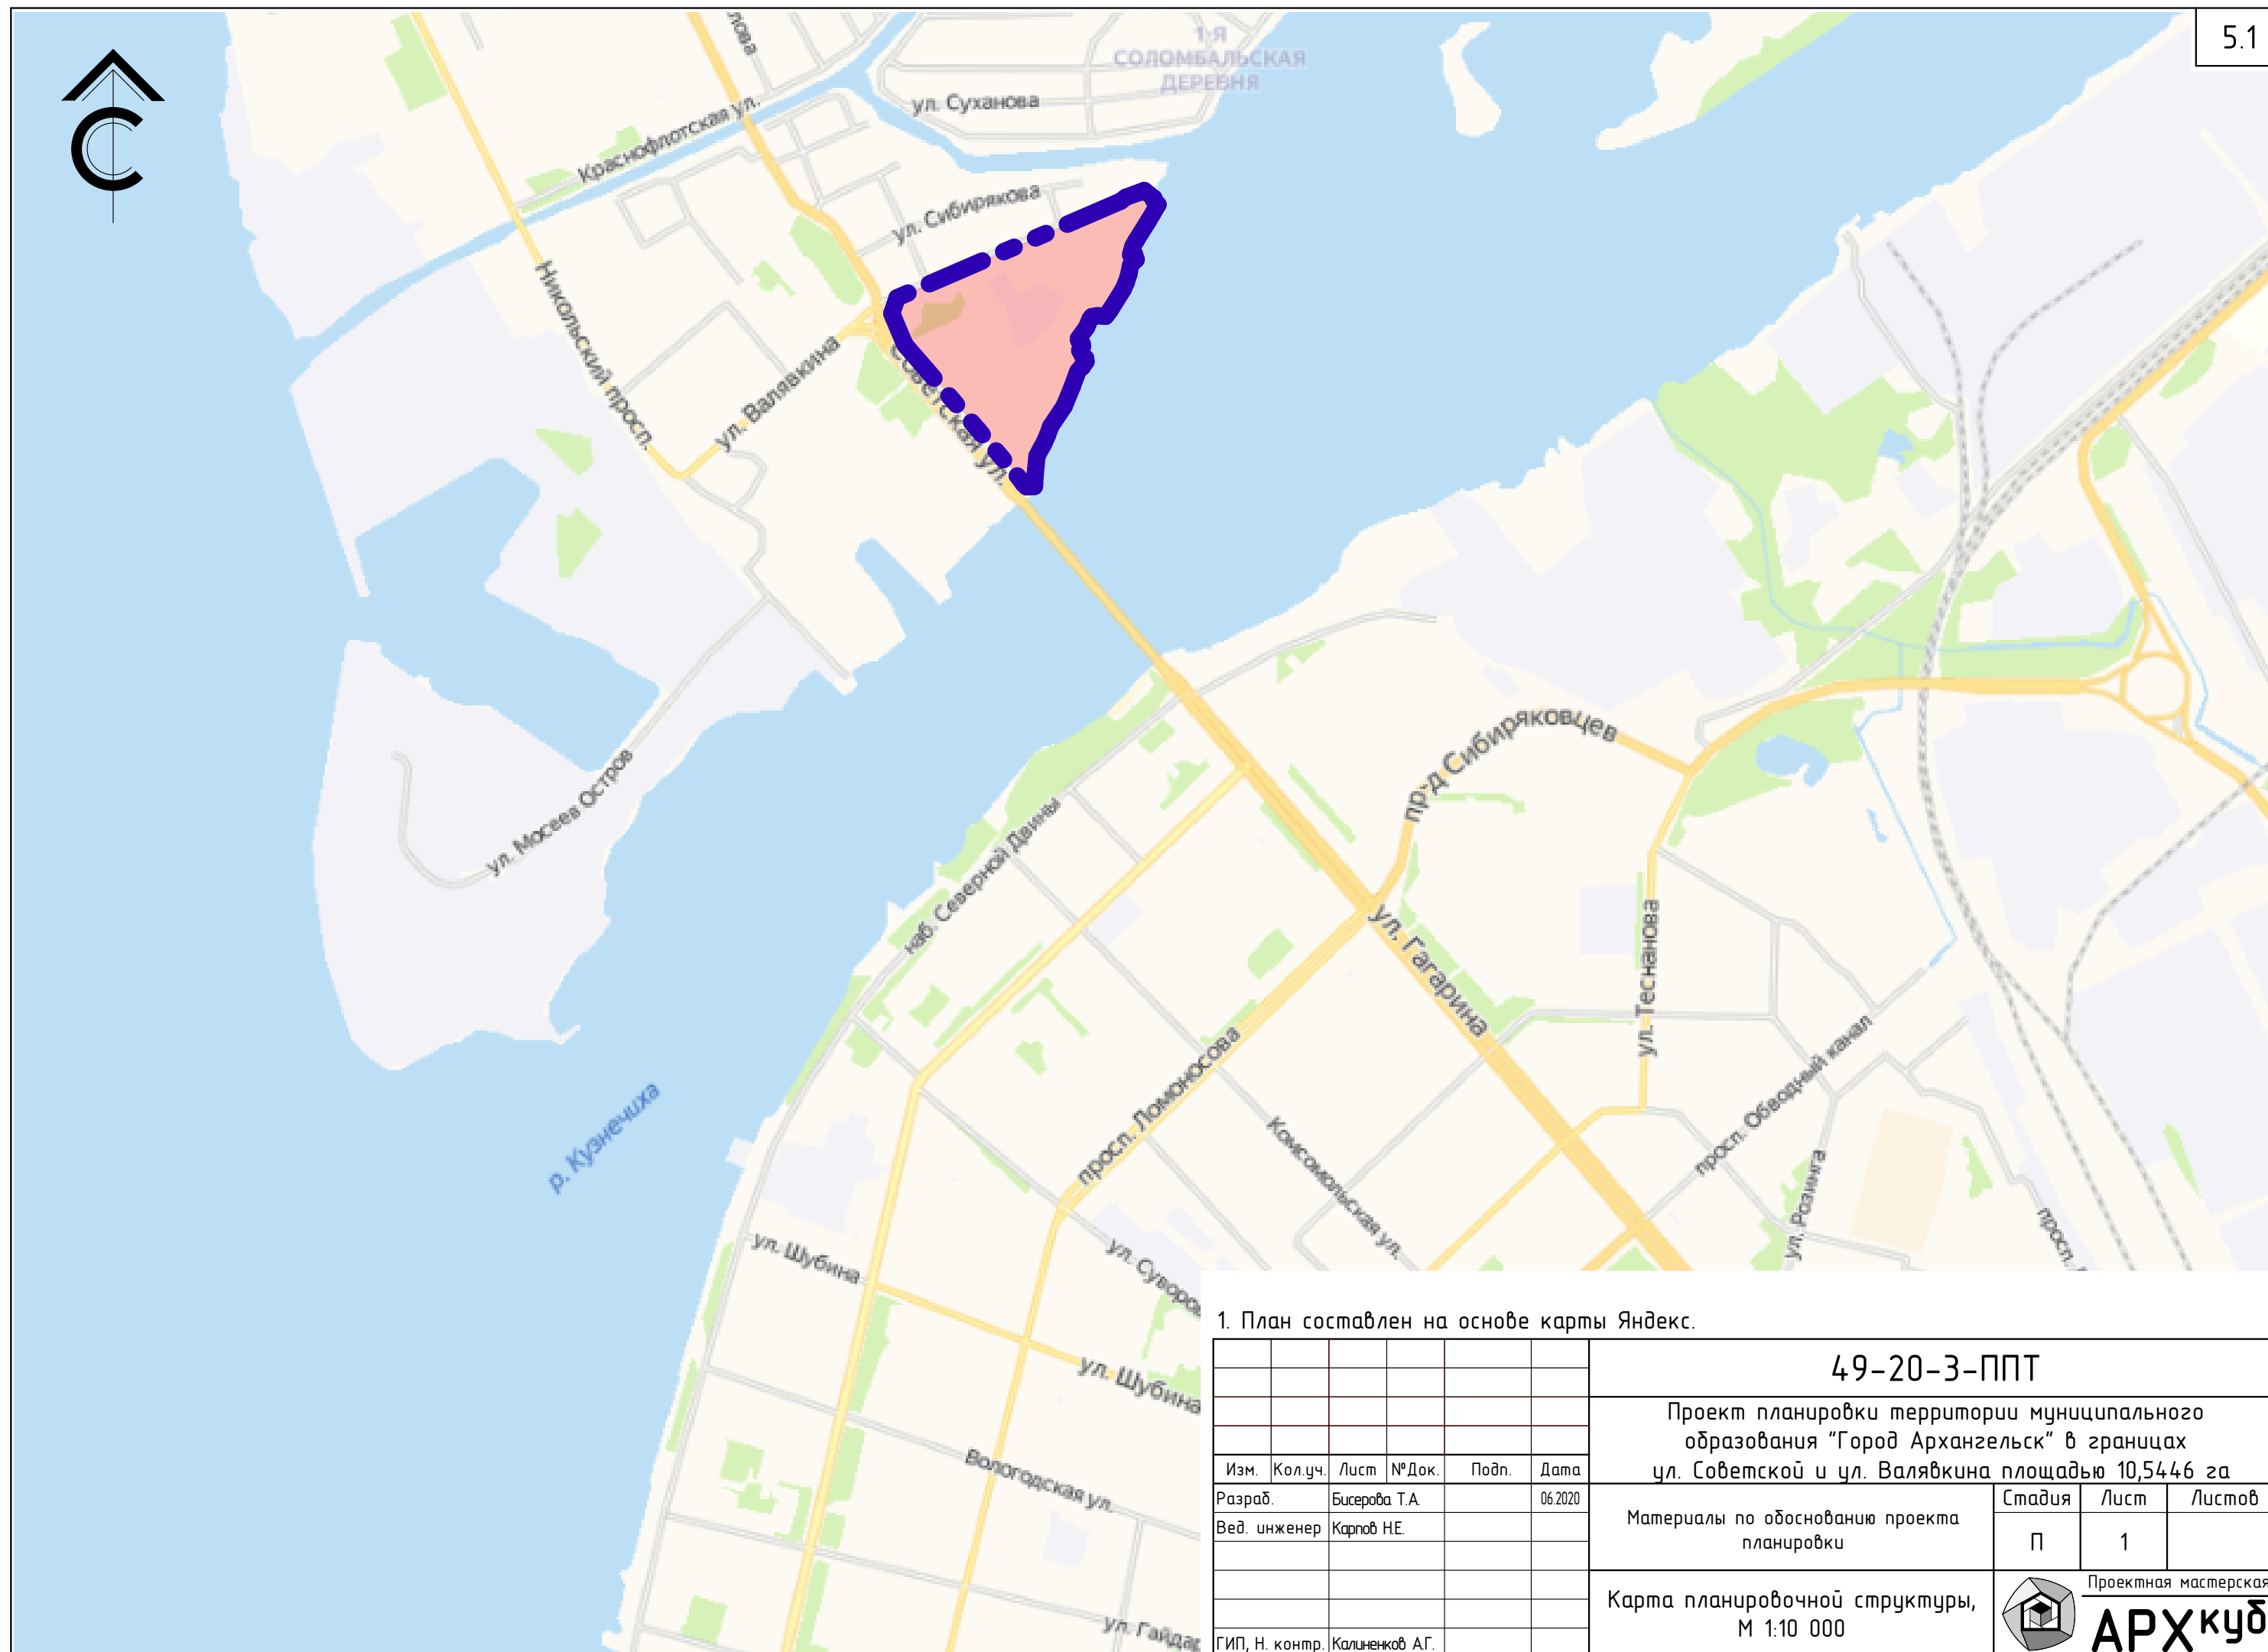 5.1
С
1-Я
СОЛОМБАЛЬСКАЯ
ДЕРЕВНЯ
ул. Суханова
Краснофлотская ул.
ул. Сибирякова
Никольский просп.
ул. Валявкина
Советская ул.
ул. Мосеев Остров
пр-д Сибиряковцев
наб. Северной Двины
ул. Гагарина
ул. Теснанова
просп. Ломоносова
просп. Обводный канал
р. Кузнечиха
Комсомольская ул.
ул. Розинга
просп.
ул. Шубина
ул. Суворо
ул. Шубина
Вологодская ул.
ул. Гайдар
1. План составлен на основе карты Яндекс.
49-20-3-ППТ
Проект планировки территории муниципального
образования "Город Архангельск" в границах
ул. Советской и ул. Валявкина площадью 10,5446 га
Изм. Кол.уч. Лист №Док. Подп. Дата
Разраб. Бисерова Т.А. 06.2020
Вед. инженер Карпов Н.Е.
ГИП, Н. контр. Калиненков А.Г.
Материалы по обоснованию проекта
планировки
Стадия Лист Листов
П 1
Карта планировочной структуры,
М 1:10 000
Проектная мастерская
АРХкуб